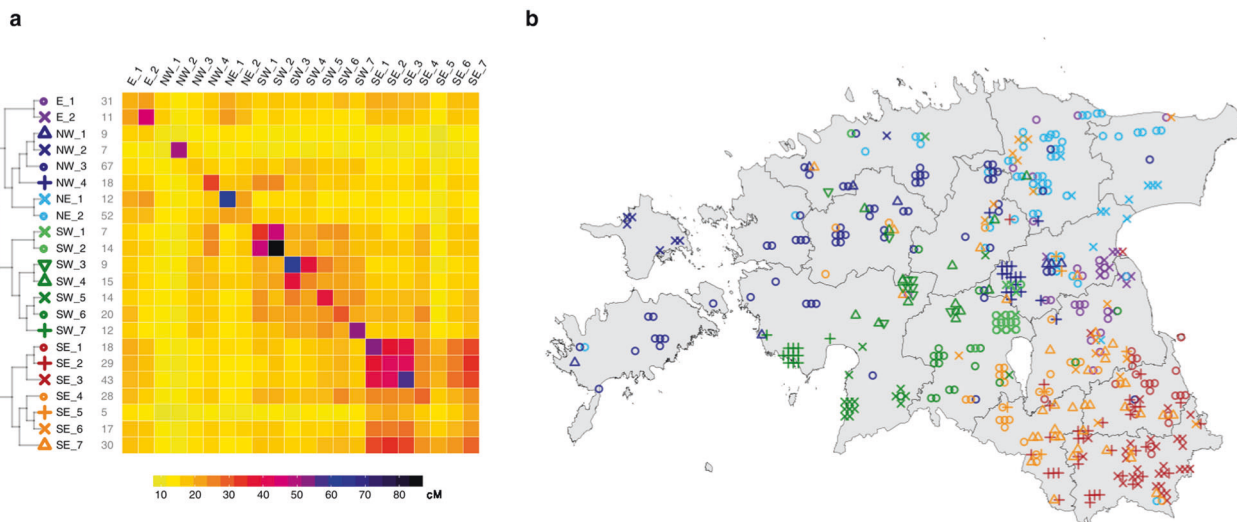 a
b
E_1 E_2 NW_1 NW_2 NW_3 NW_4 NE_1 NE_2 SW_1 SW_2 SW_3 SW_4 SW_5 SW_6 SW_7 SE_1 SE_2 SE_3 SE_4 SE_5 SE_6 SE_7
E_1 31
E_2 11
NW_1 9
NW_2 7
NW_3 67
NW_4 18
NE_1 12
NE_2 52
SW_1 7
SW_2 14
SW_3 9
SW_4 15
SW_5 14
SW_6 20
SW_7 12
SE_1 18
SE_2 29
SE_3 43
SE_4 28
SE_5 5
SE_6 17
SE_7 30
10 20 30 40 50 60 70 80 cM